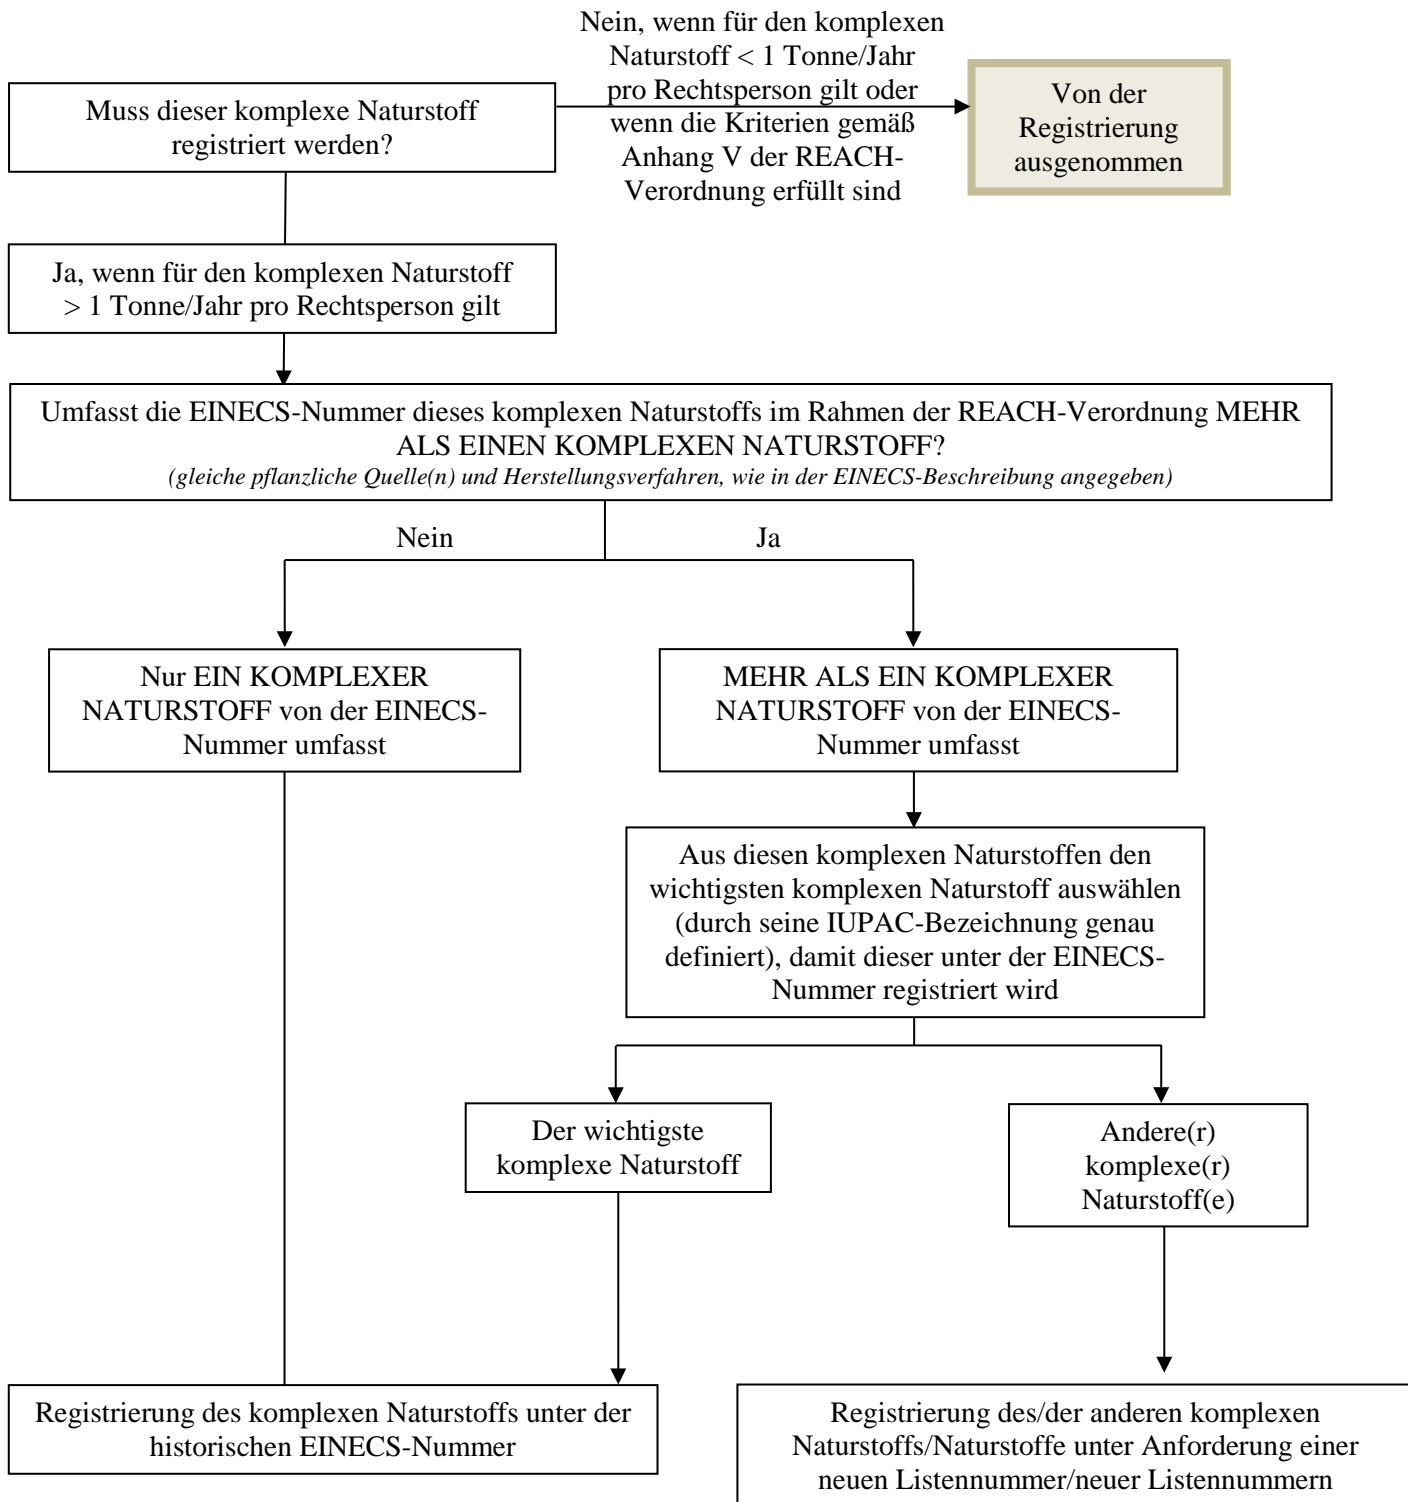 Nein, wenn für den komplexen
Naturstoff < 1 Tonne/Jahr
pro Rechtsperson gilt oder
wenn die Kriterien gemäß
Anhang V der REACH-
Verordnung erfüllt sind
Muss dieser komplexe Naturstoff
registriert werden?
Von der
Registrierung
ausgenommen
Ja, wenn für den komplexen Naturstoff
> 1 Tonne/Jahr pro Rechtsperson gilt
Umfasst die EINECS-Nummer dieses komplexen Naturstoffs im Rahmen der REACH-Verordnung MEHR
ALS EINEN KOMPLEXEN NATURSTOFF?
(gleiche pflanzliche Quelle(n) und Herstellungsverfahren, wie in der EINECS-Beschreibung angegeben)
Nein
Ja
Nur EIN KOMPLEXER
NATURSTOFF von der EINECS-
Nummer umfasst
MEHR ALS EIN KOMPLEXER
NATURSTOFF von der EINECS-
Nummer umfasst
Aus diesen komplexen Naturstoffen den
wichtigsten komplexen Naturstoff auswählen
(durch seine IUPAC-Bezeichnung genau
definiert), damit dieser unter der EINECS-
Nummer registriert wird
Der wichtigste
komplexe Naturstoff
Andere(r)
komplexe(r)
Naturstoff(e)
Registrierung des komplexen Naturstoffs unter der
historischen EINECS-Nummer
Registrierung des/der anderen komplexen
Naturstoffs/Naturstoffe unter Anforderung einer
neuen Listennummer/neuer Listennummern